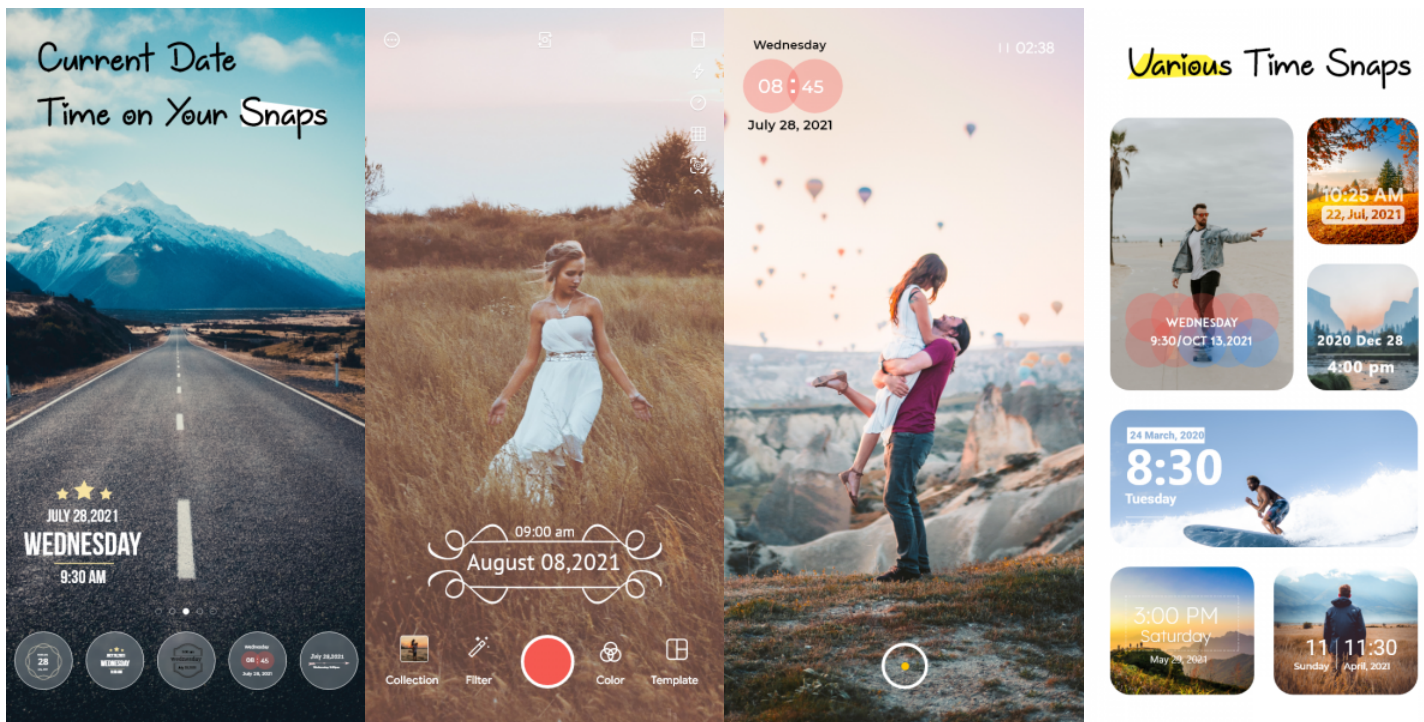 Current Date
Time on Your Snaps
JULY 28,2021
WEDNESDAY
9:30 AM
28
WEDNESDAY
wednesday
Wednesday
08 : 45
July 28, 2021
July 28,2021
09:00 am
August 08,2021
Collection
Filter
Color
Template
Wednesday
08 : 45
July 28, 2021
02:38
Various Time Snaps
WEDNESDAY
9:30/OCT 13,2021
10:25 AM
22, Jul, 2021
2020 Dec 28
4:00 pm
24 March, 2020
8:30
Tuesday
3:00 PM
Saturday
May 29, 2021
11 11:30
Sunday April, 2021